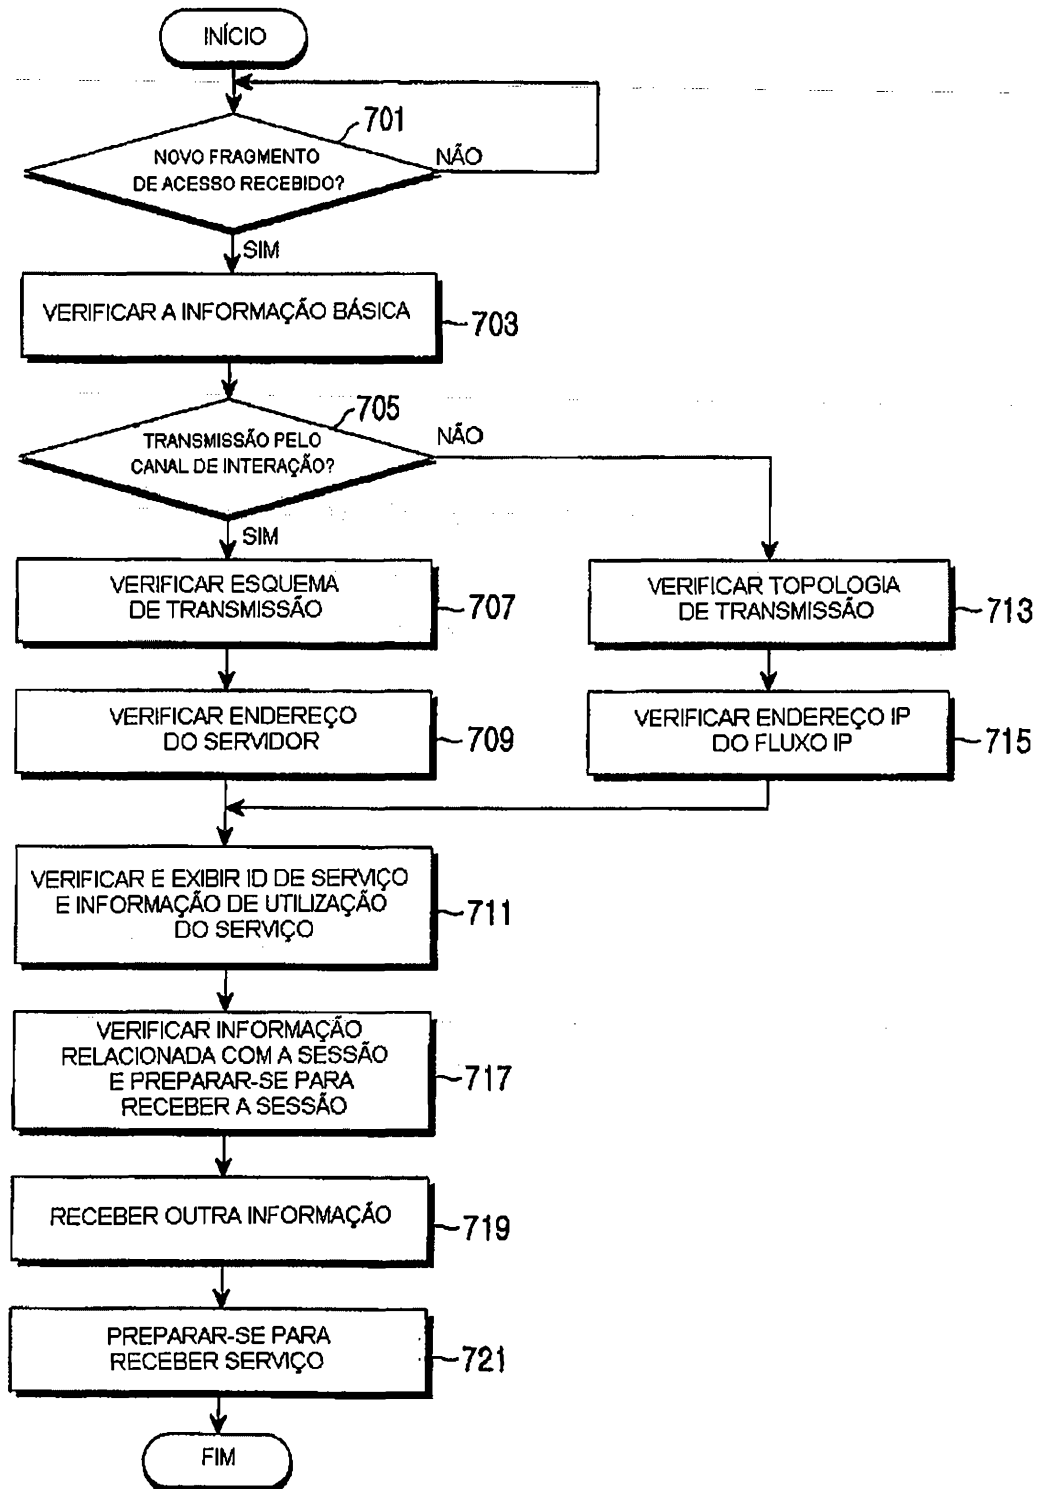 INÍCIO
701
NOVO FRAGMENTO
DE ACESSO RECEBIDO?
NÃO
SIM
VERIFICAR A INFORMAÇÃO BÁSICA
703
705
TRANSMISSÃO PELO
CANAL DE INTERAÇÃO?
NÃO
SIM
VERIFICAR ESQUEMA
DE TRANSMISSÃO
707
VERIFICAR TOPOLOGIA
DE TRANSMISSÃO
713
VERIFICAR ENDEREÇO
DO SERVIDOR
709
VERIFICAR ENDEREÇO IP
DO FLUXO IP
715
VERIFICAR E EXIBIR ID DE SERVIÇO
E INFORMAÇÃO DE UTILIZAÇÃO
DO SERVIÇO
711
VERIFICAR INFORMAÇÃO
RELACIONADA COM A SESSÃO
E PREPARAR-SE PARA
RECEBER A SESSÃO
717
RECEBER OUTRA INFORMAÇÃO
719
PREPARAR-SE PARA
RECEBER SERVIÇO
721
FIM